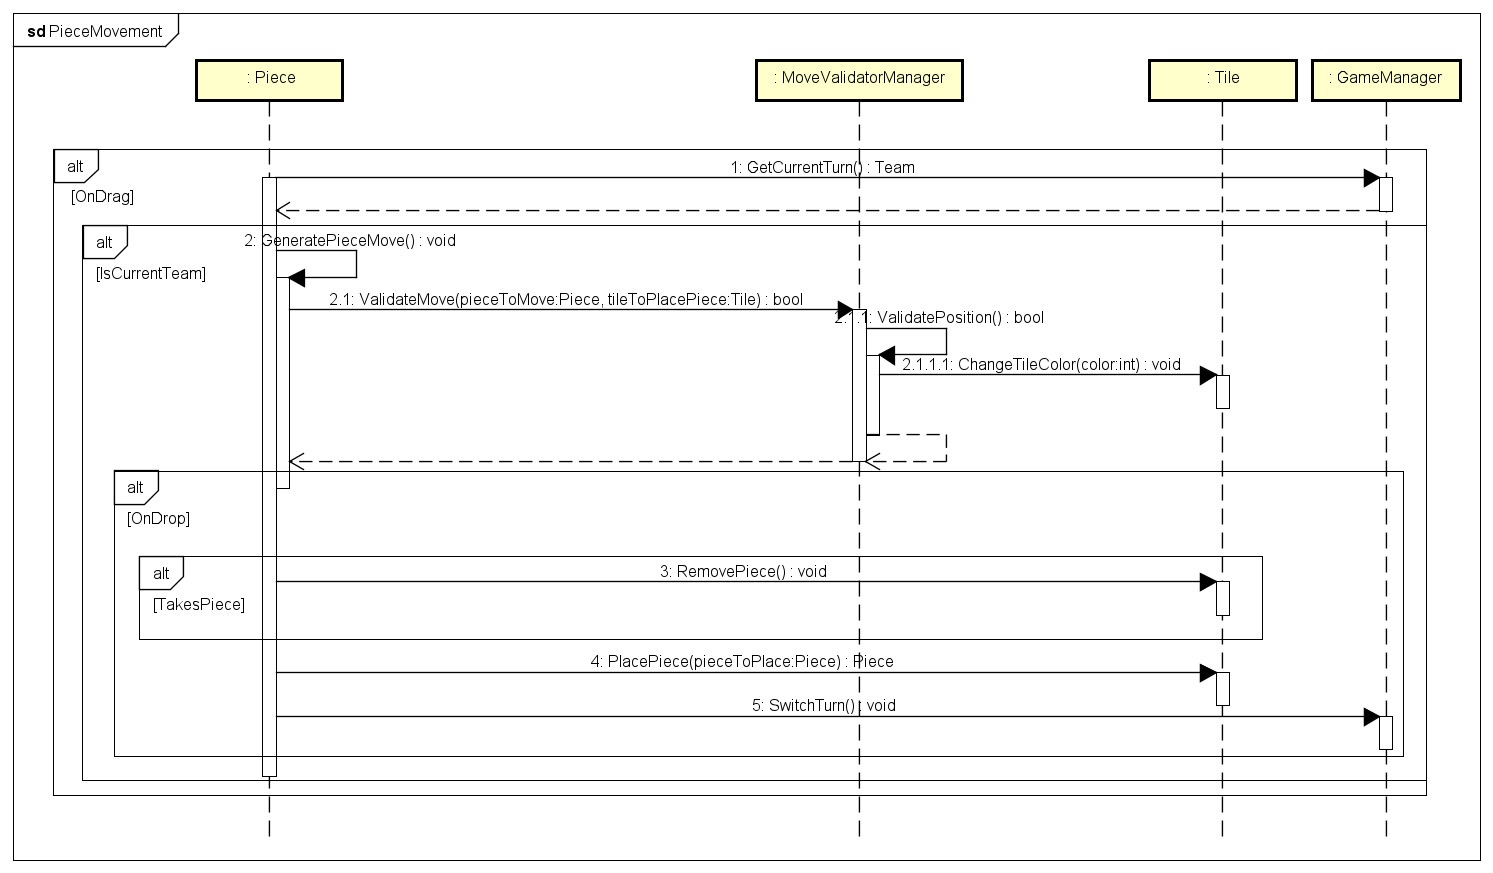 sd PieceMovement
: Piece
: MoveValidatorManager
: Tile
: GameManager
alt
1: GetCurrentTurn() : Team
[OnDrag]
alt
2: GeneratePieceMove() : void
[IsCurrentTeam]
2.1: ValidateMove(pieceToMove:Piece, tileToPlacePiece:Tile) : bool
2.1.1: ValidatePosition() : bool
2.1.1.1: ChangeTileColor(color:int) : void
alt
[OnDrop]
alt
3: RemovePiece() : void
[TakesPiece]
4: PlacePiece(pieceToPlace:Piece) : Piece
5: SwitchTurn() : void